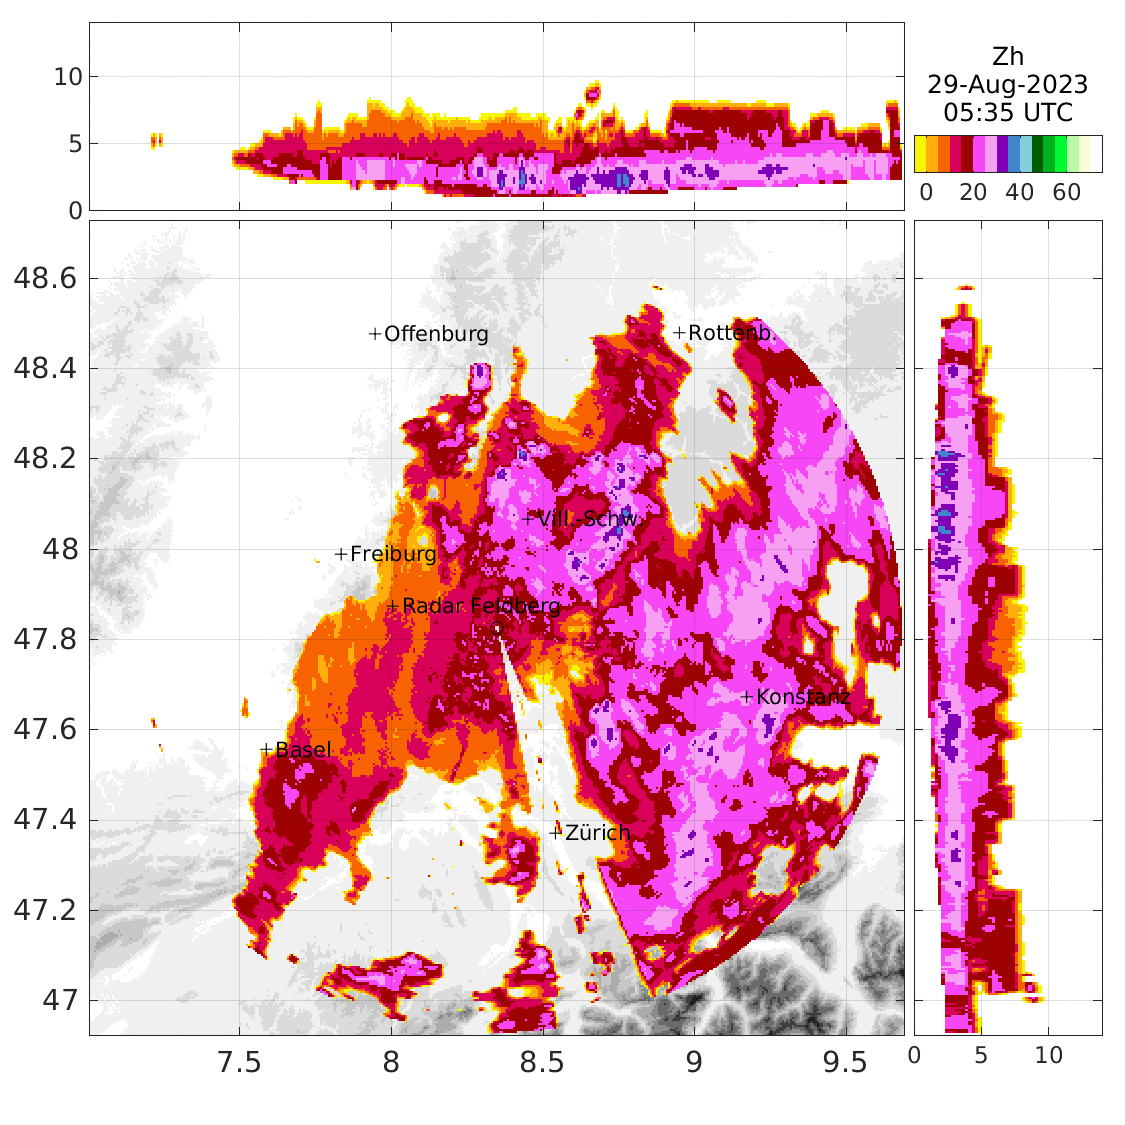 10
5
0
Zh
29-Aug-2023
05:35 UTC
0 20 40 60
48.6
48.4
48.2
48
47.8
47.6
47.4
47.2
47
+Offenburg
+Rottenb.
+Vill.-Schw.
+Freiburg
+Radar Feldberg
+Konstanz
+Basel
+Zürich
7.5 8 8.5 9 9.5
0 5 10